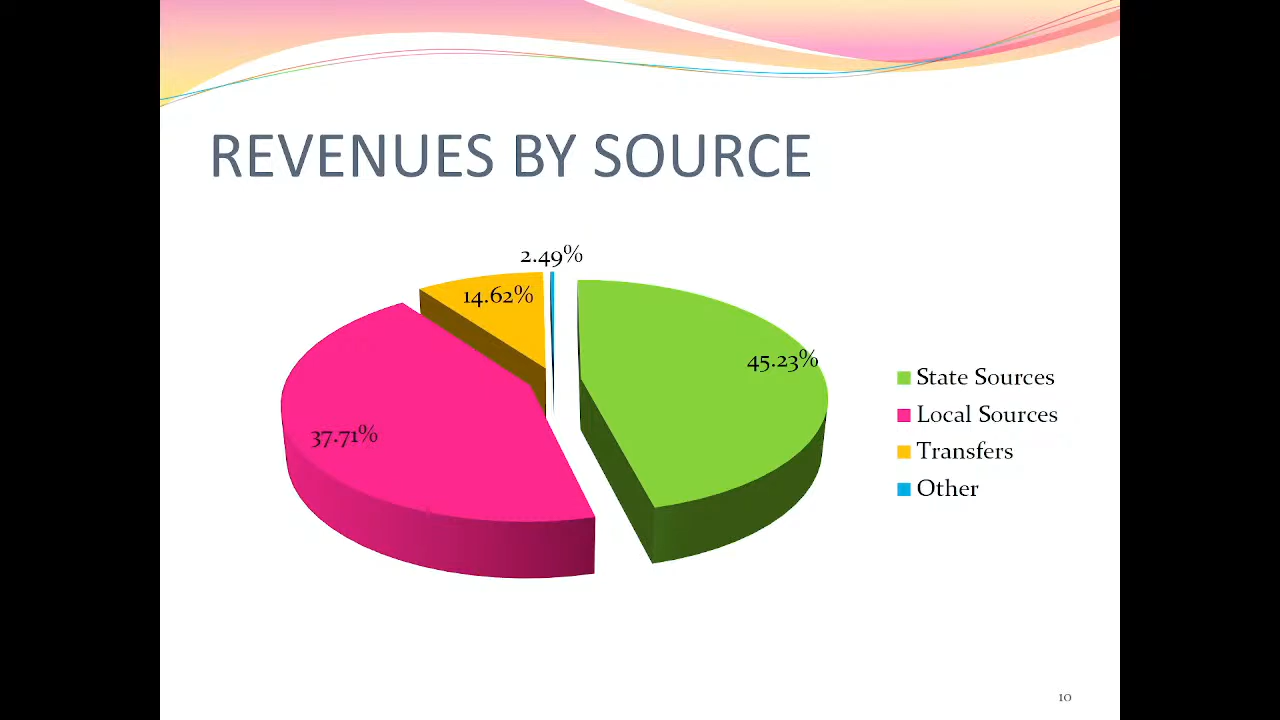 REVENUES BY SOURCE
2.49%
14.62%
45.23%
37.71%
State Sources
Local Sources
Transfers
Other
10